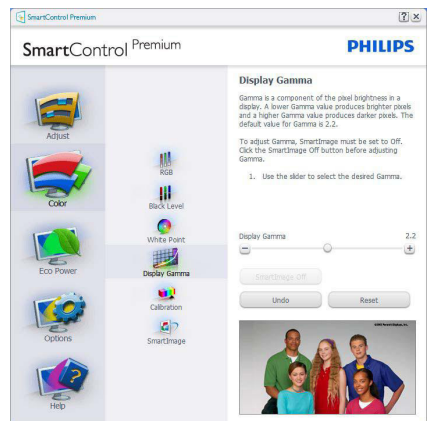 SmartControl Premium
SmartControl Premium
PHILIPS
Adjust
Color
Eco Power
Options
Help
RGB
Black Level
White Point
Display Gamma
Calibration
SmartImage
Display Gamma
Gamma is a component of the pixel brightness in a
display. A lower Gamma value produces brighter pixels
and a higher Gamma value produces darker pixels. The
default value for Gamma is 2.2.
To adjust Gamma, SmartImage must be set to Off.
Click the SmartImage Off button before adjusting
Gamma.
1. Use the slider to select the desired Gamma.
Display Gamma 2.2
SmartImage Off
Undo Reset